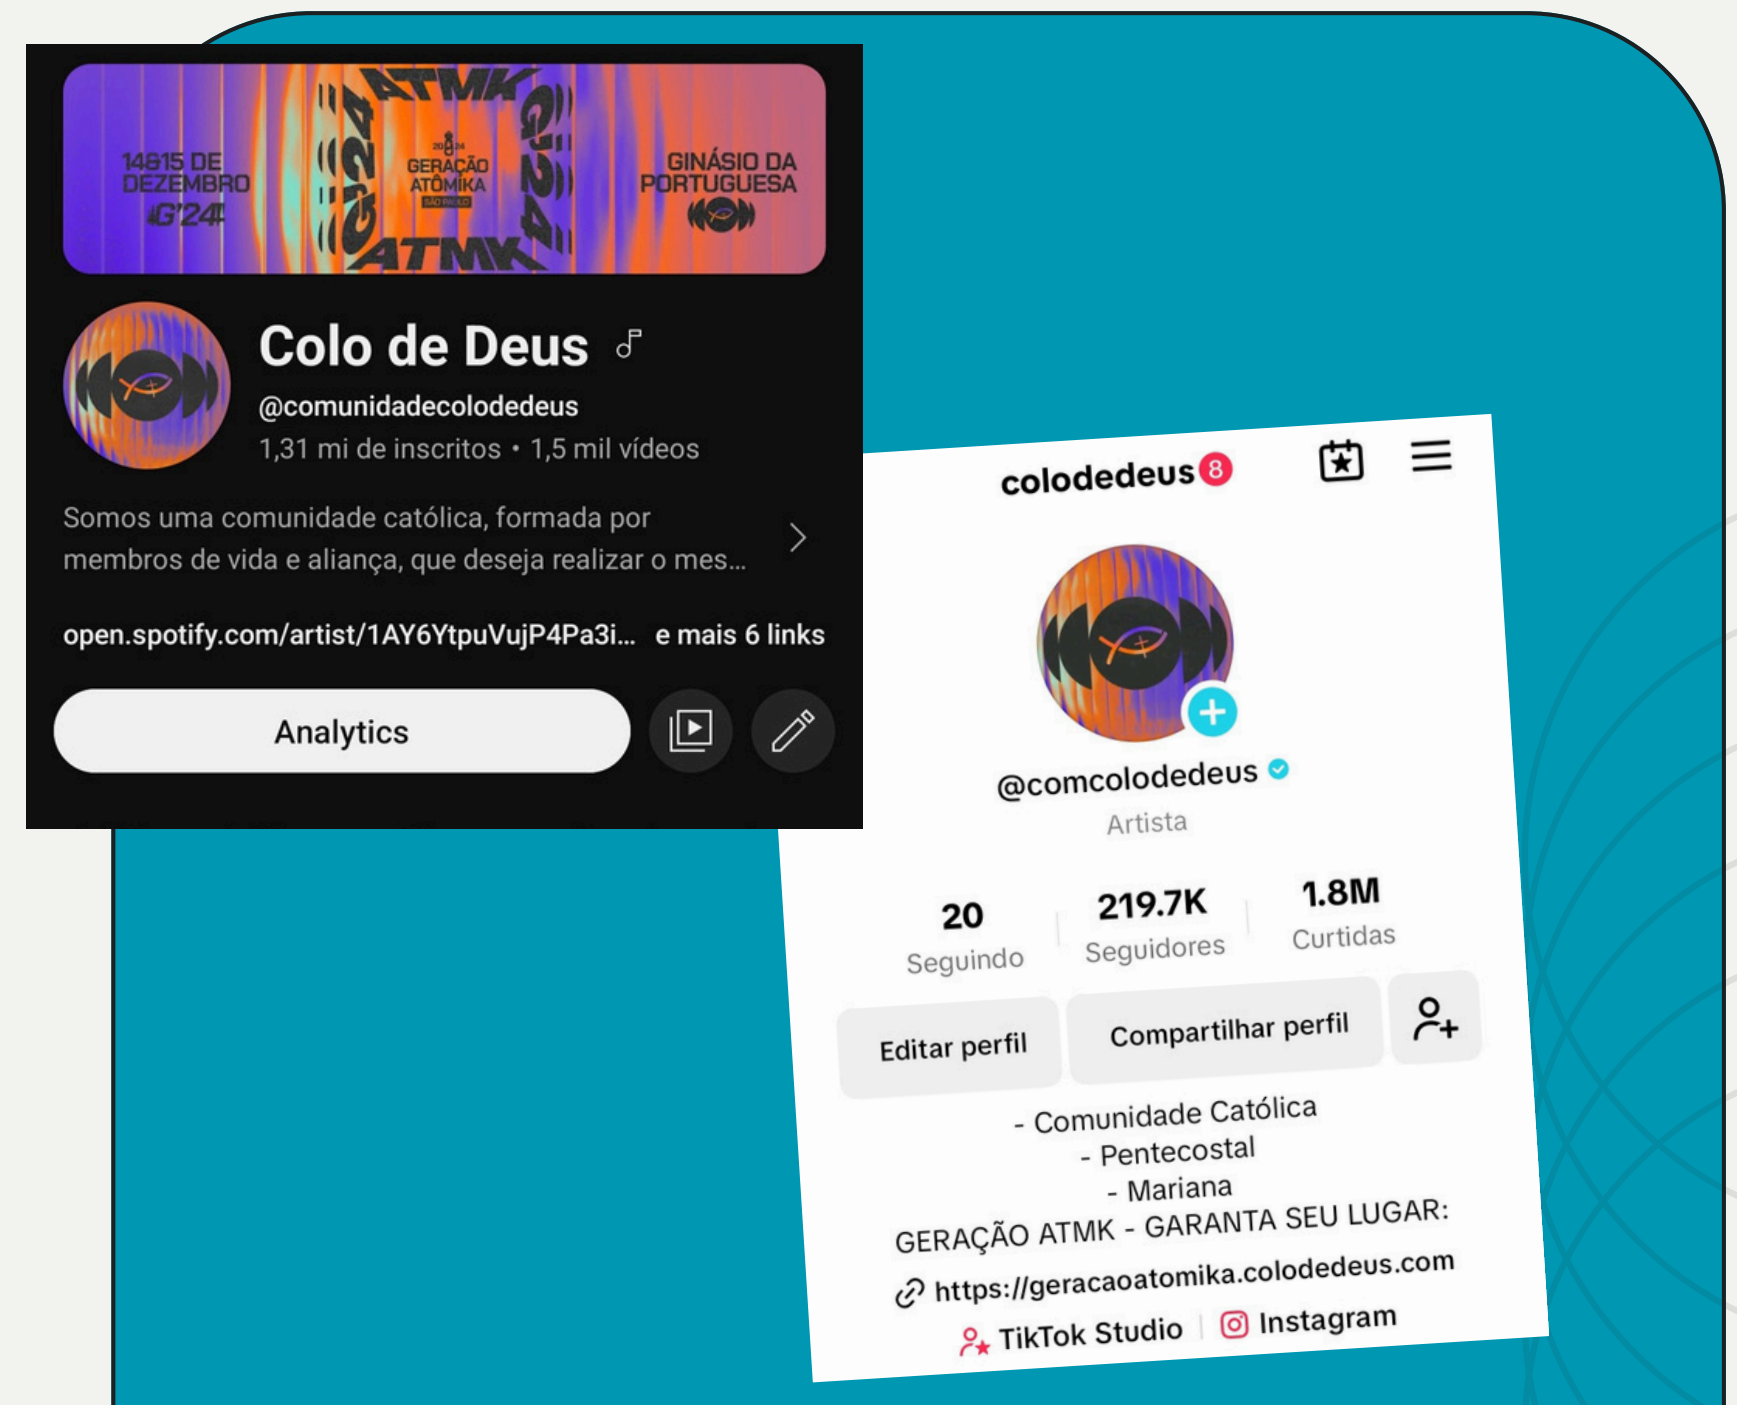 ATMK
G'24
G'24
ATMK
14&15 DE
DEZEMBRO
G'24
2024
GERAÇÃO
ATÔMIKA
SÃO PAULO
GINÁSIO DA
PORTUGUESA
Colo de Deus
@comunidadecolodedeus
1,31 mi de inscritos • 1,5 mil vídeos
Somos uma comunidade católica, formada por
membros de vida e aliança, que deseja realizar o mes...
open.spotify.com/artist/1AY6YtpuVujP4Pa3i... e mais 6 links
Analytics
colodedeus 8
@comcolodedeus
Artista
20 219.7K 1.8M
Seguindo Seguidores Curtidas
Editar perfil Compartilhar perfil
- Comunidade Católica
- Pentecostal
- Mariana
GERAÇÃO ATMK - GARANTA SEU LUGAR:
https://geracaoatomika.colodedeus.com
TikTok Studio Instagram